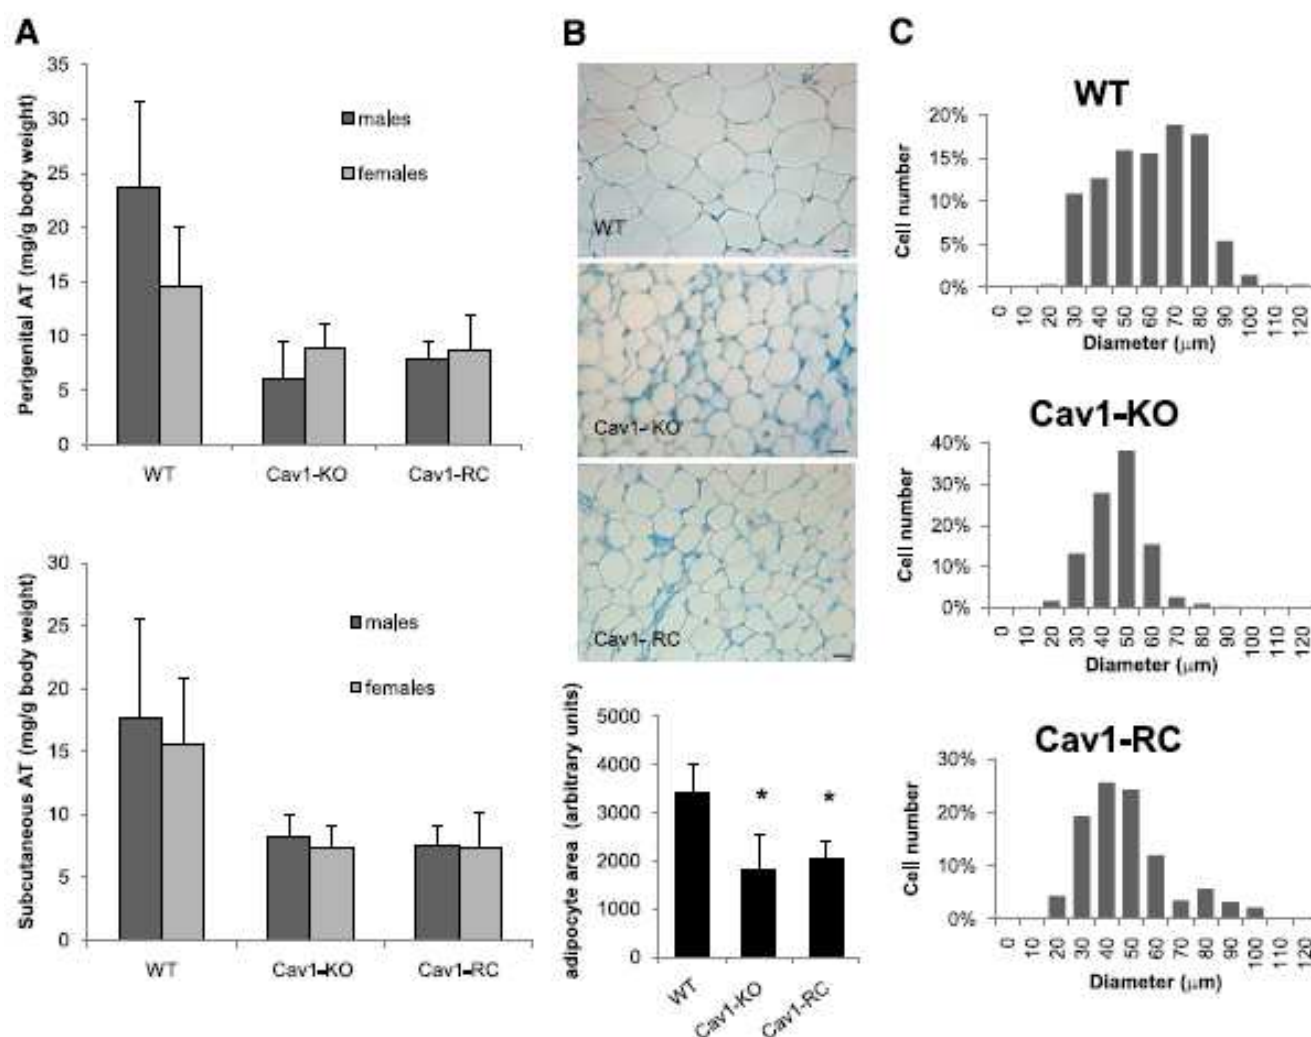 A
Perigenital AT (mg/g body weight)
35
30
25
20
15
10
5
0
males
females
WT
Cav1-KO
Cav1-RC
Subcutaneous AT (mg/g body weight)
30
25
20
15
10
5
0
males
females
WT
Cav1-KO
Cav1-RC
B
WT
Cav1- KO
Cav1- RC
adipocyte area (arbitrary units)
5000
4000
3000
2000
1000
0
*
*
WT
Cav1-KO
Cav1-RC
C
WT
Cell number
20%
15%
10%
5%
0%
0 10 20 30 40 50 60 70 80 90 100 110 120
Diameter (μm)
Cav1-KO
Cell number
40%
30%
20%
10%
0%
0 10 20 30 40 50 60 70 80 90 100 110 120
Diameter (μm)
Cav1-RC
Cell number
30%
20%
10%
0%
0 10 20 30 40 50 60 70 80 90 100 110 120
Diameter (μm)